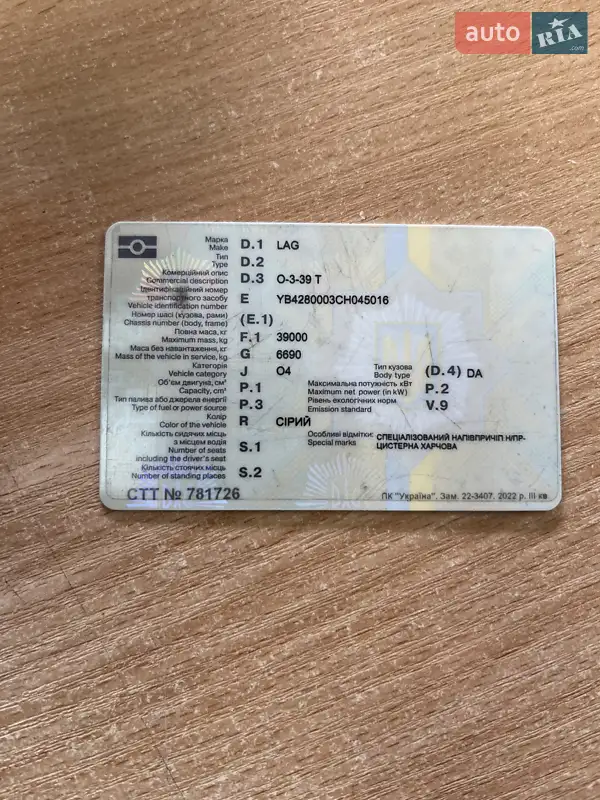 auto RIA .com
Марка
Make D.1 LAG
Тип
Type D.2
Комерційний опис
Commercial description D.3 O-3-39 T
Ідентифікаційний номер
транспортного засобу E YB4280003CH045016
Vehicle identification number
Номер шасі (кузова, рами)
Chassis number (body, frame) (E.1)
Повна маса, кг
Maximum mass, kg F.1 39000
Маса без навантаження, кг
Mass of the vehicle in service, kg G 6690
Категорія
Vehicle category J O4
Тип кузова
Body type (D.4) DA
Об'єм двигуна, см³
Capacity, cm³ P.1
Максимальна потужність кВт
Maximum net power (in kW) P.2
Тип палива або джерела енергії
Type of fuel or power source P.3
Рівень екологічних норм
Emission standard V.9
Колір
Color of the vehicle R СІРИЙ
Кількість сидячих місць
з місцем водія
Number of seats S.1
including the driver's seat
Особливі відмітки:
Special marks
СПЕЦІАЛІЗОВАНИЙ НАПІВПРИЧІП Н/ПР-
ЦИСТЕРНА ХАРЧОВА
Кількість стоячих місць
Number of standing places S.2
СТТ № 781726
ПК "Україна". Зам. 22-3407. 2022 р. III кв